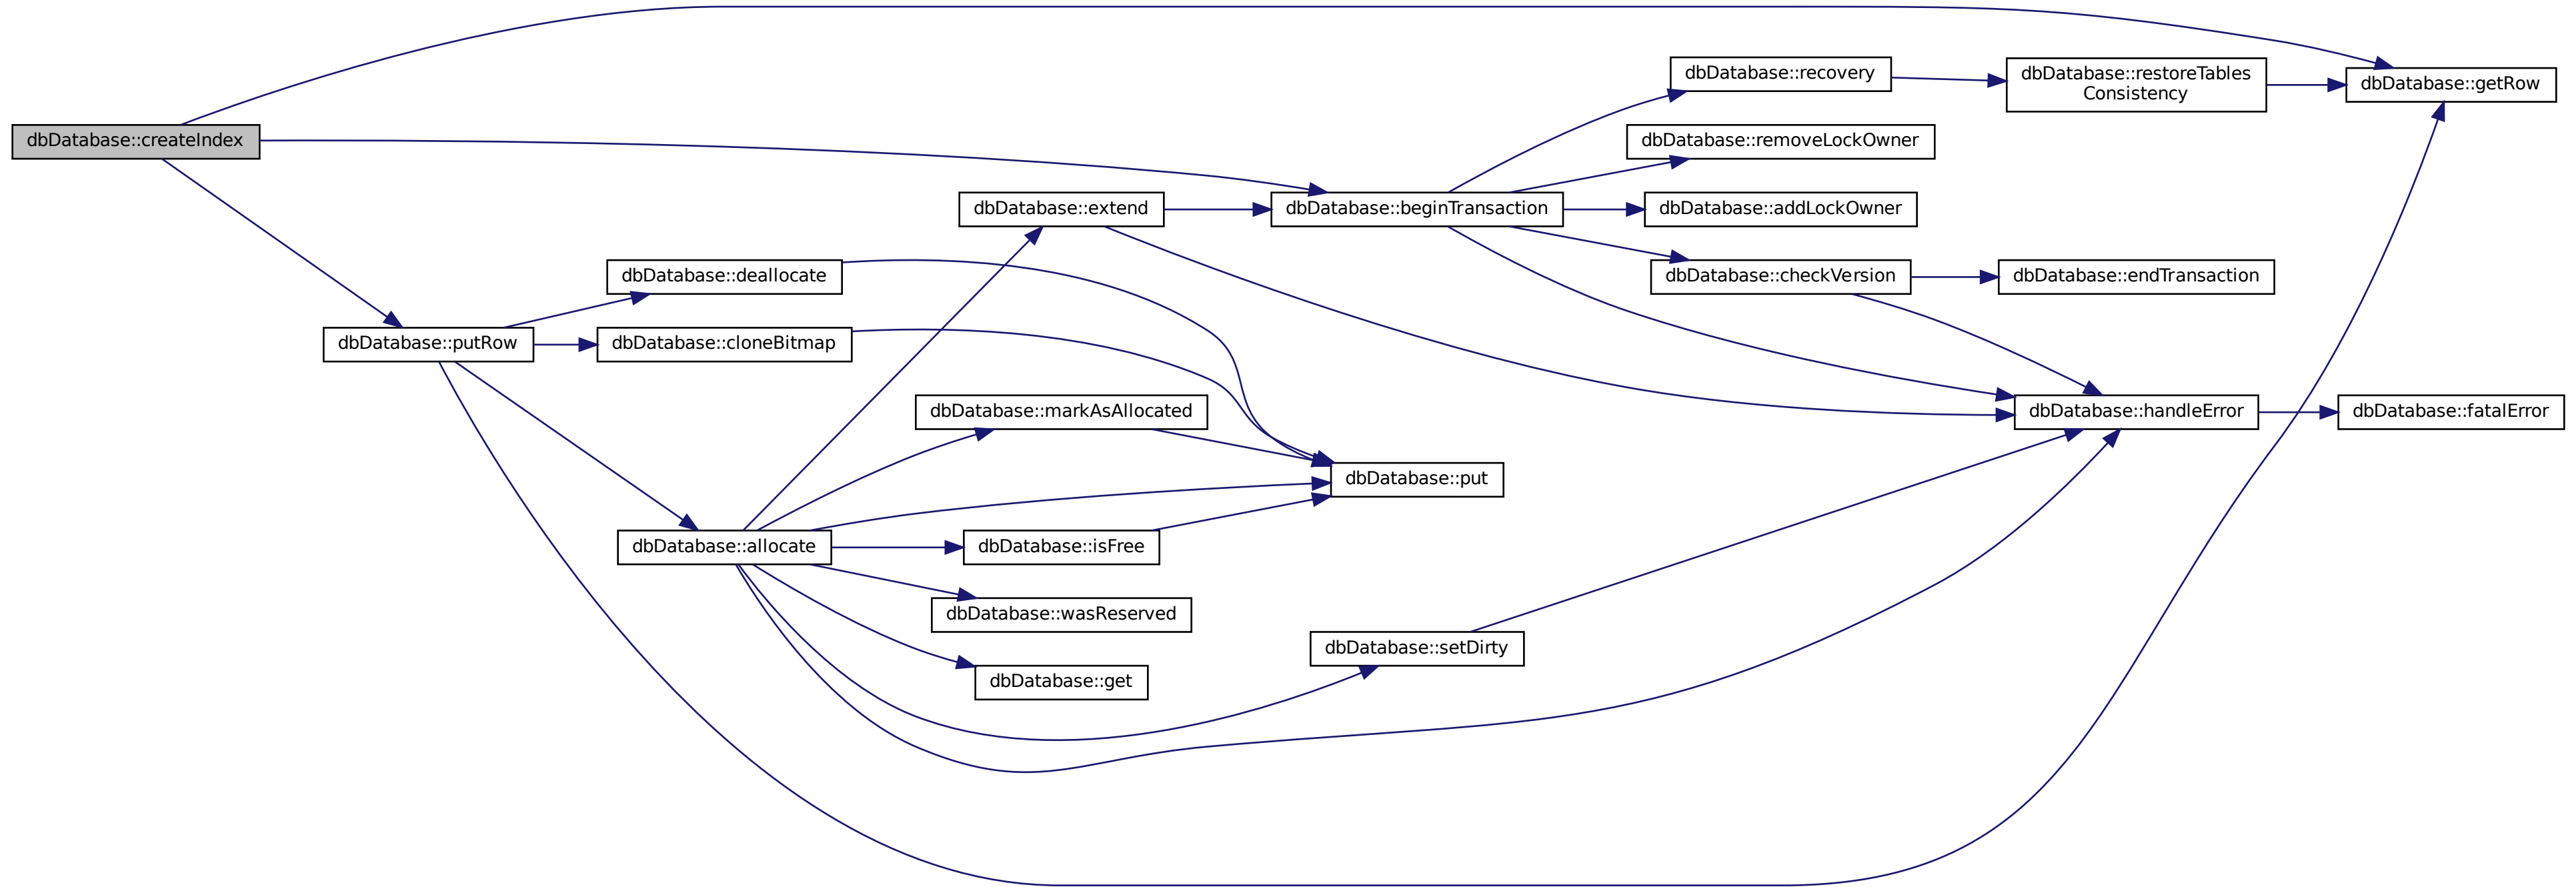 dbDatabase::createIndex
dbDatabase::putRow
dbDatabase::deallocate
dbDatabase::cloneBitmap
dbDatabase::allocate
dbDatabase::extend
dbDatabase::markAsAllocated
dbDatabase::isFree
dbDatabase::wasReserved
dbDatabase::get
dbDatabase::beginTransaction
dbDatabase::put
dbDatabase::setDirty
dbDatabase::recovery
dbDatabase::removeLockOwner
dbDatabase::addLockOwner
dbDatabase::checkVersion
dbDatabase::restoreTables
Consistency
dbDatabase::endTransaction
dbDatabase::handleError
dbDatabase::getRow
dbDatabase::fatalError